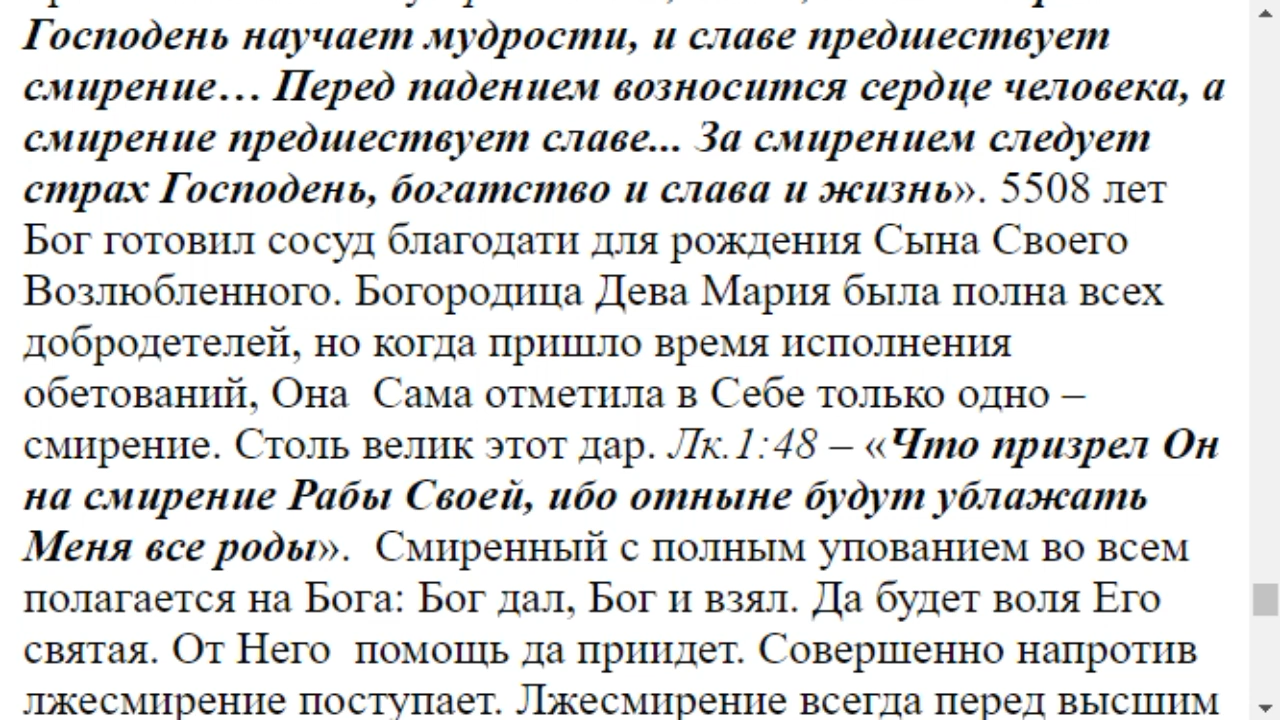 Господень научает мудрости, и славе предшествует
смирение… Перед падением возносится сердце человека, а
смирение предшествует славе... За смирением следует
страх Господень, богатство и слава и жизнь». 5508 лет
Бог готовил сосуд благодати для рождения Сына Своего
Возлюбленного. Богородица Дева Мария была полна всех
добродетелей, но когда пришло время исполнения
обетований, Она  Сама отметила в Себе только одно –
смирение. Столь велик этот дар. Лк.1:48 – «Что призрел Он
на смирение Рабы Своей, ибо отныне будут ублажать
Меня все роды».  Смиренный с полным упованием во всем
полагается на Бога: Бог дал, Бог и взял. Да будет воля Его
святая. От Него  помощь да приидет. Совершенно напротив
лжесмирение поступает. Лжесмирение всегда перед высшим